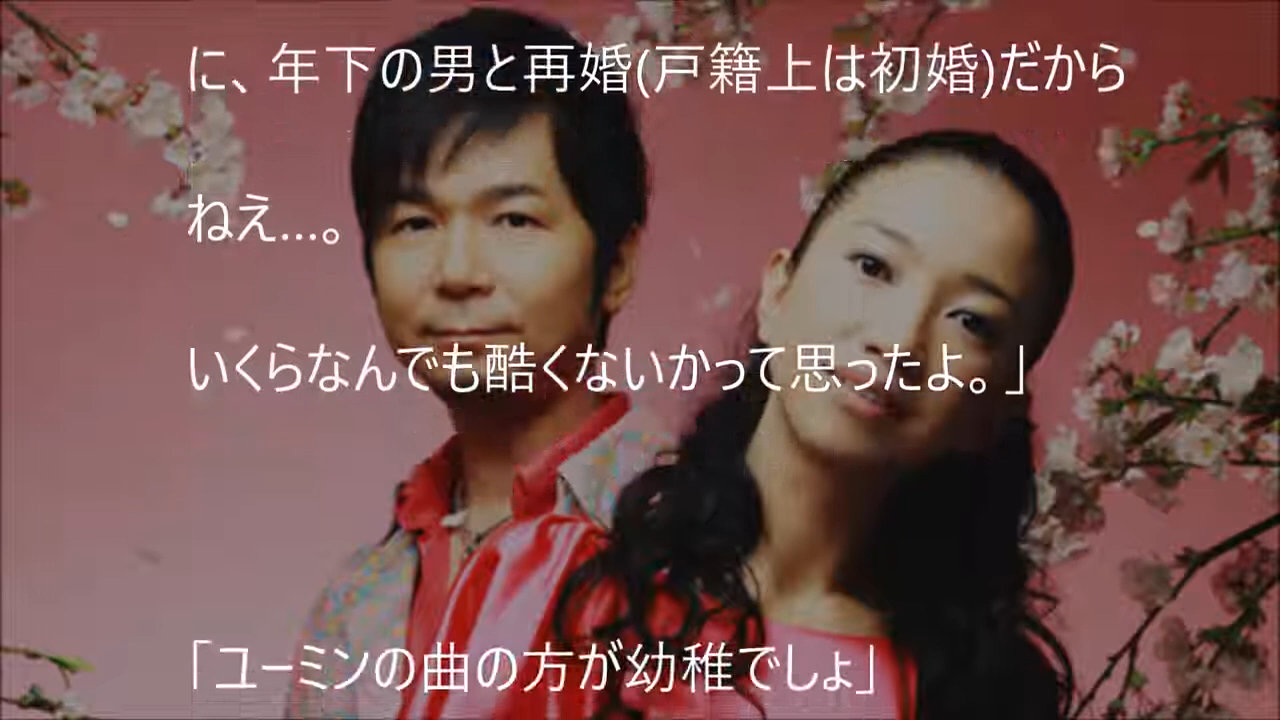 に、年下の男と再婚(戸籍上は初婚)だから
ねえ…。
いくらなんでも酷くないかって思ったよ。」
「ユーミンの曲の方が幼稚でしょ」